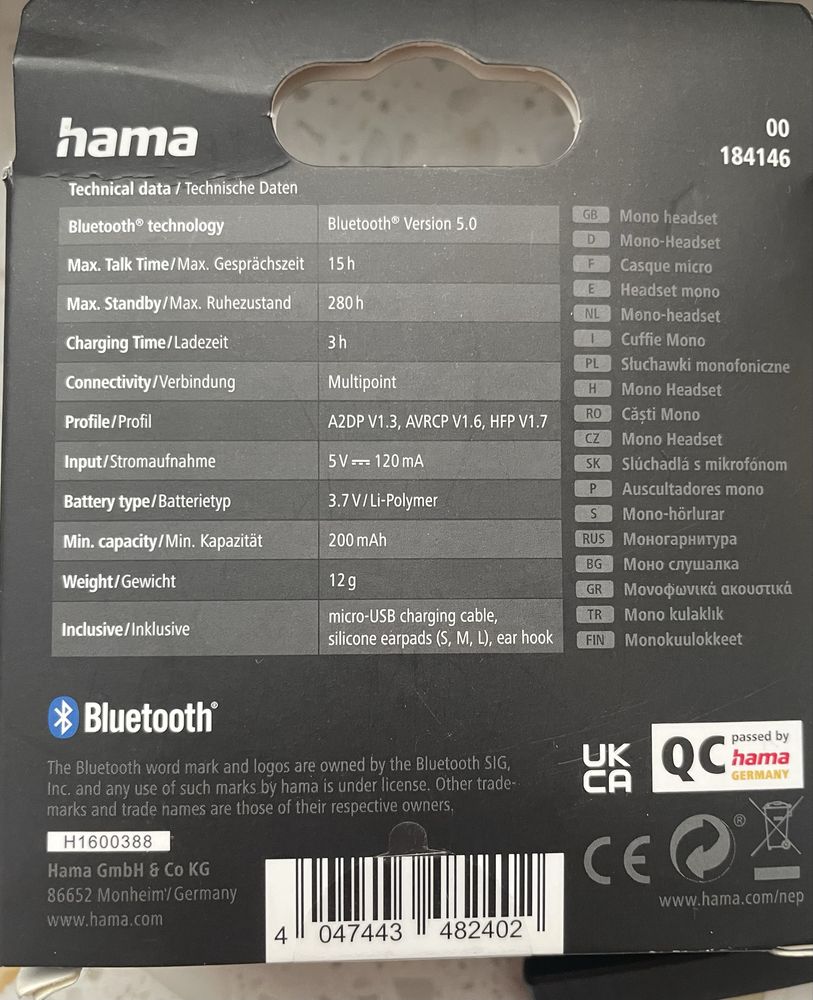 hama
00
184146
Technical data / Technische Daten
Bluetooth® technology Bluetooth® Version 5.0
Max. Talk Time/Max. Gesprächszeit 15 h
Max. Standby/Max. Ruhezustand 280 h
Charging Time/Ladezeit 3 h
Connectivity/Verbindung Multipoint
Profile/Profil A2DP V1.3, AVRCP V1.6, HFP V1.7
Input/Stromaufnahme 5 V ⎓ 120 mA
Battery type/Batterietyp 3.7 V/Li-Polymer
Min. capacity/Min. Kapazität 200 mAh
Weight/Gewicht 12 g
Inclusive/Inklusive micro-USB charging cable,
silicone earpads (S, M, L), ear hook
GB Mono headset
D Mono-Headset
F Casque micro
E Headset mono
NL Mono-headset
I Cuffie Mono
PL Słuchawki monofoniczne
H Mono Headset
RO Căşti Mono
CZ Mono Headset
SK Slúchadlá s mikrofónom
P Auscultadores mono
S Mono-hörlurar
RUS Моногарнитура
BG Моно слушалка
GR Μονοφωνικά ακουστικά
TR Mono kulaklık
FIN Monokuulokkeet
Bluetooth®
The Bluetooth word mark and logos are owned by the Bluetooth SIG,
Inc. and any use of such marks by hama is under license. Other trade-
marks and trade names are those of their respective owners.
H1600388
Hama GmbH & Co KG
86652 Monheim/Germany
www.hama.com
4 047443 482402
UK
CA
QC passed by
hama
GERMANY
CE
®
www.hama.com/nep